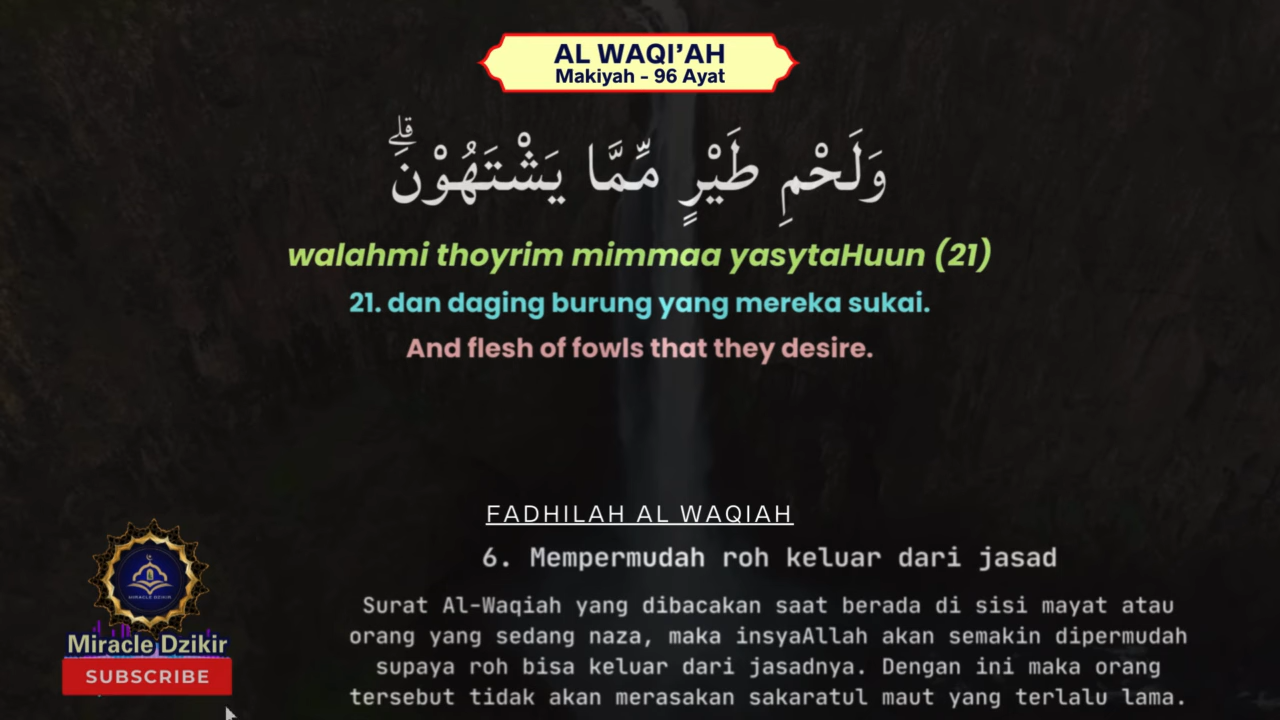 AL WAQI’AH
Makiyah - 96 Ayat
وَلَحْمِ طَيْرٍ مِّمَّا يَشْتَهُوْنَۗ
walahmi thoyrim mimmaa yasytaHuun (21)
21. dan daging burung yang mereka sukai.
And flesh of fowls that they desire.
FADHILAH AL WAQIAH
6. Mempermudah roh keluar dari jasad
Surat Al-Waqiah yang dibacakan saat berada di sisi mayat atau
orang yang sedang naza, maka insyaAllah akan semakin dipermudah
supaya roh bisa keluar dari jasadnya. Dengan ini maka orang
tersebut tidak akan merasakan sakaratul maut yang terlalu lama.
MIRACLE DZIKIR
Miracle Dzikir
SUBSCRIBE